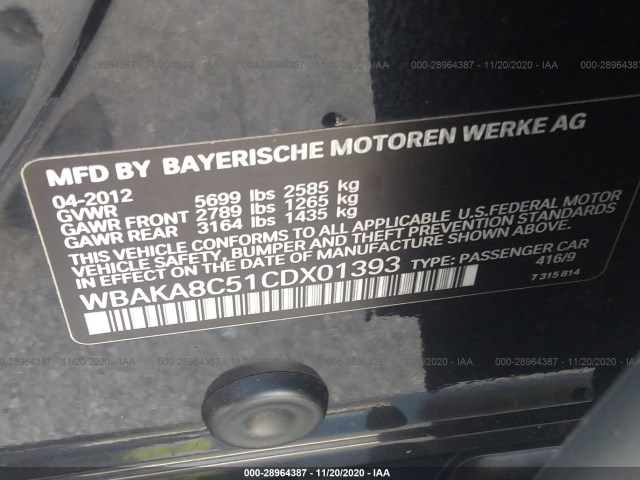 000-28964387 - 11/20/2020 - IAA
000-28964387 - 11/20/2020 - IAA
MFD BY BAYERISCHE MOTOREN WERKE AG
04-2012
GVWR 5699 lbs 2585 kg
GAWR FRONT 2789 lbs 1265 kg
GAWR REAR 3164 lbs 1435 kg
THIS VEHICLE CONFORMS TO ALL APPLICABLE U.S.FEDERAL MOTOR
VEHICLE SAFETY, BUMPER AND THEFT PREVENTION STANDARDS
IN EFFECT ON THE DATE OF MANUFACTURE SHOWN ABOVE.
WBAKA8C51CDX01393 TYPE: PASSENGER CAR
416/9
7 315 814
000-28964387 - 11/20/2020 - IAA
000-28964387 - 11/20/2020 - IAA
000-28964387 - 11/20/2020 - IAA